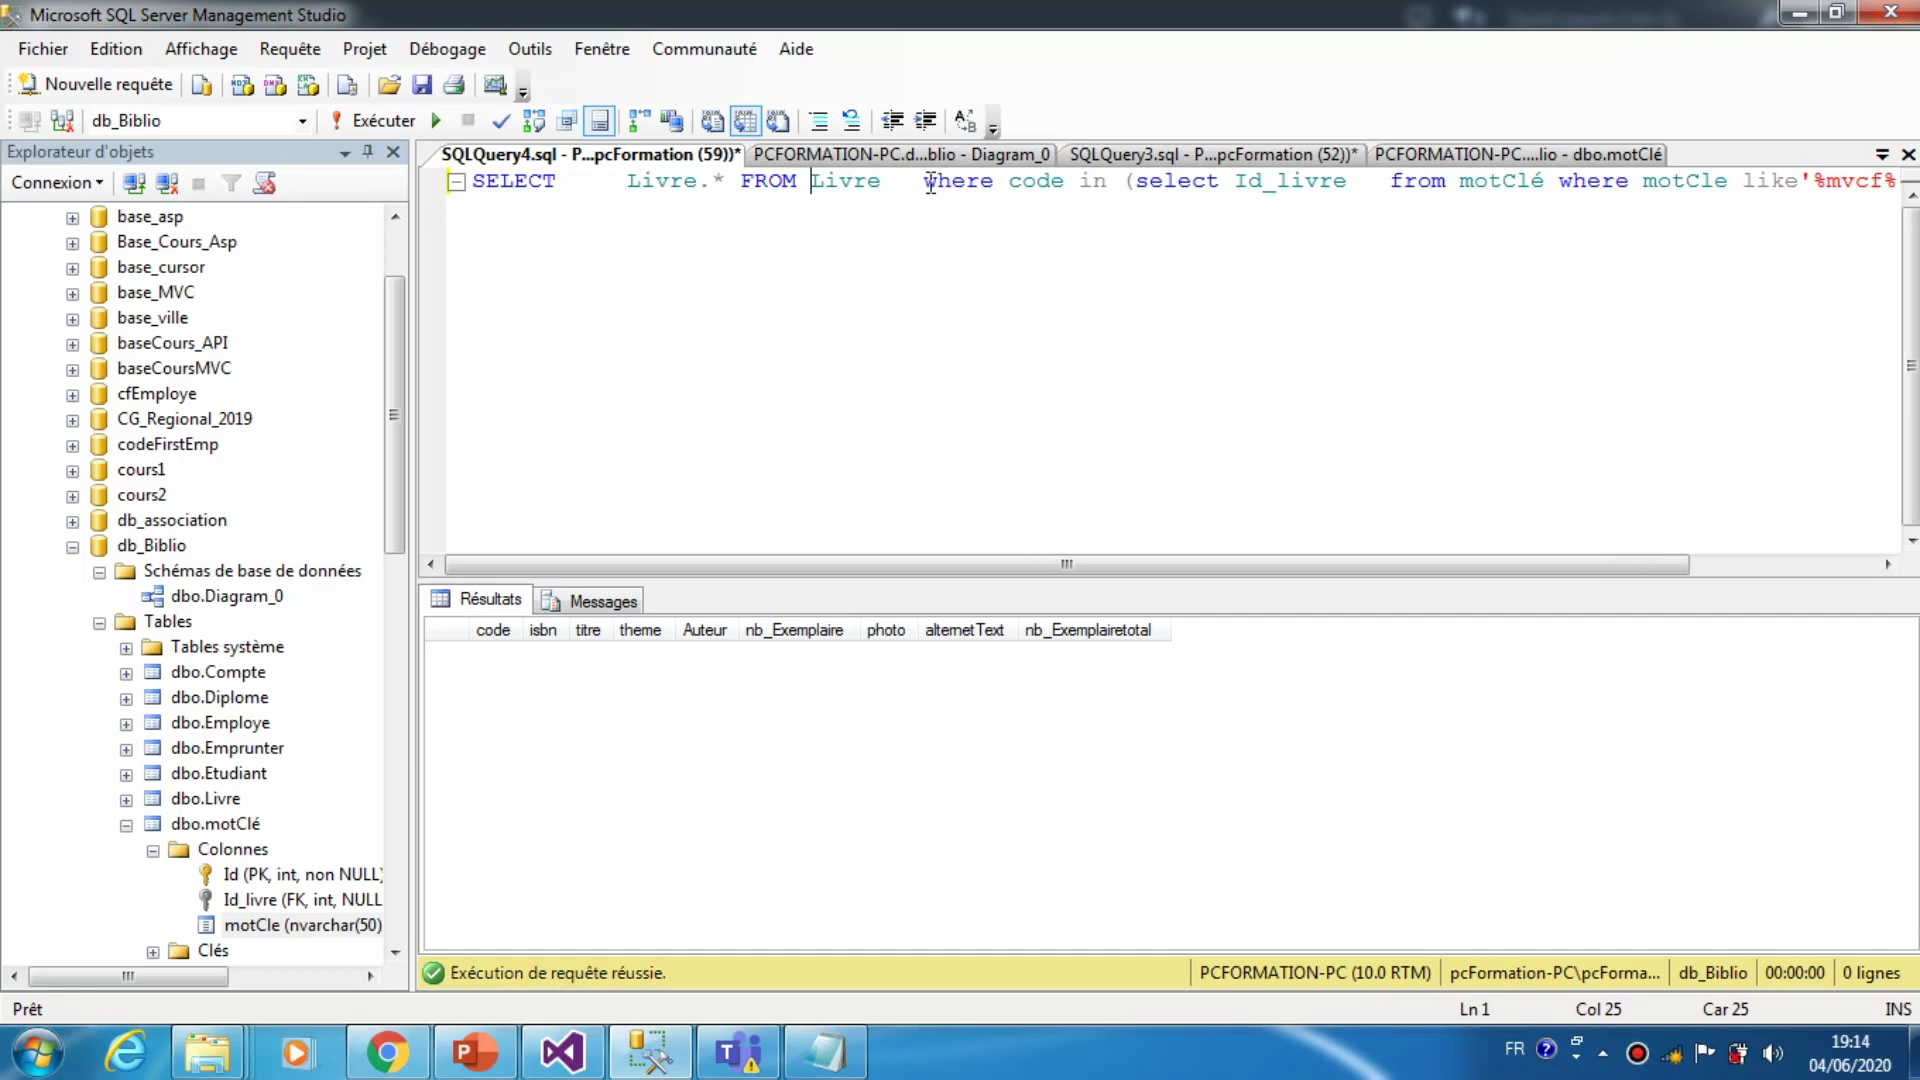 Microsoft SQL Server Management Studio
Fichier Edition Affichage Requête Projet Débogage Outils Fenêtre Communauté Aide
Nouvelle requête
db_Biblio Exécuter
Explorateur d'objets
SQLQuery4.sql - P...pcFormation (59))* PCFORMATION-PC.d...blio - Diagram_0 SQLQuery3.sql - P...pcFormation (52))* PCFORMATION-PC....lio - dbo.motClé
Connexion
SELECT Livre.* FROM Livre where code in (select Id_livre from motClé where motCle like'%mvcf%
base_asp
Base_Cours_Asp
base_cursor
base_MVC
base_ville
baseCours_API
baseCoursMVC
cfEmploye
CG_Regional_2019
codeFirstEmp
cours1
cours2
db_association
db_Biblio
Schémas de base de données
dbo.Diagram_0
Tables
Tables système
dbo.Compte
dbo.Diplome
dbo.Employe
dbo.Emprunter
dbo.Etudiant
dbo.Livre
dbo.motClé
Colonnes
Id (PK, int, non NULL)
Id_livre (FK, int, NULL
motCle (nvarchar(50)
Clés
Résultats Messages
code isbn titre theme Auteur nb_Exemplaire photo alternetText nb_Exemplairetotal
Exécution de requête réussie.
PCFORMATION-PC (10.0 RTM) pcFormation-PC\pcForma... db_Biblio 00:00:00 0 lignes
Prêt
Ln 1 Col 25 Car 25 INS
FR
19:14
04/06/2020